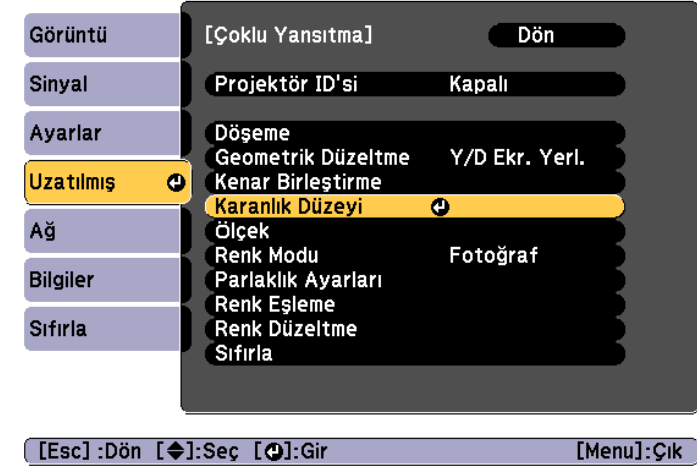 Görüntü
Sinyal
Ayarlar
Uzatılmış
Ağ
Bilgiler
Sıfırla
[Çoklu Yansıtma] Dön
Projektör ID'si Kapalı
Döşeme
Geometrik Düzeltme Y/D Ekr. Yerl.
Kenar Birleştirme
Karanlık Düzeyi
Ölçek
Renk Modu Fotoğraf
Parlaklık Ayarları
Renk Eşleme
Renk Düzeltme
Sıfırla
[Esc] :Dön [◆]:Seç [↵]:Gir [Menu]:Çık